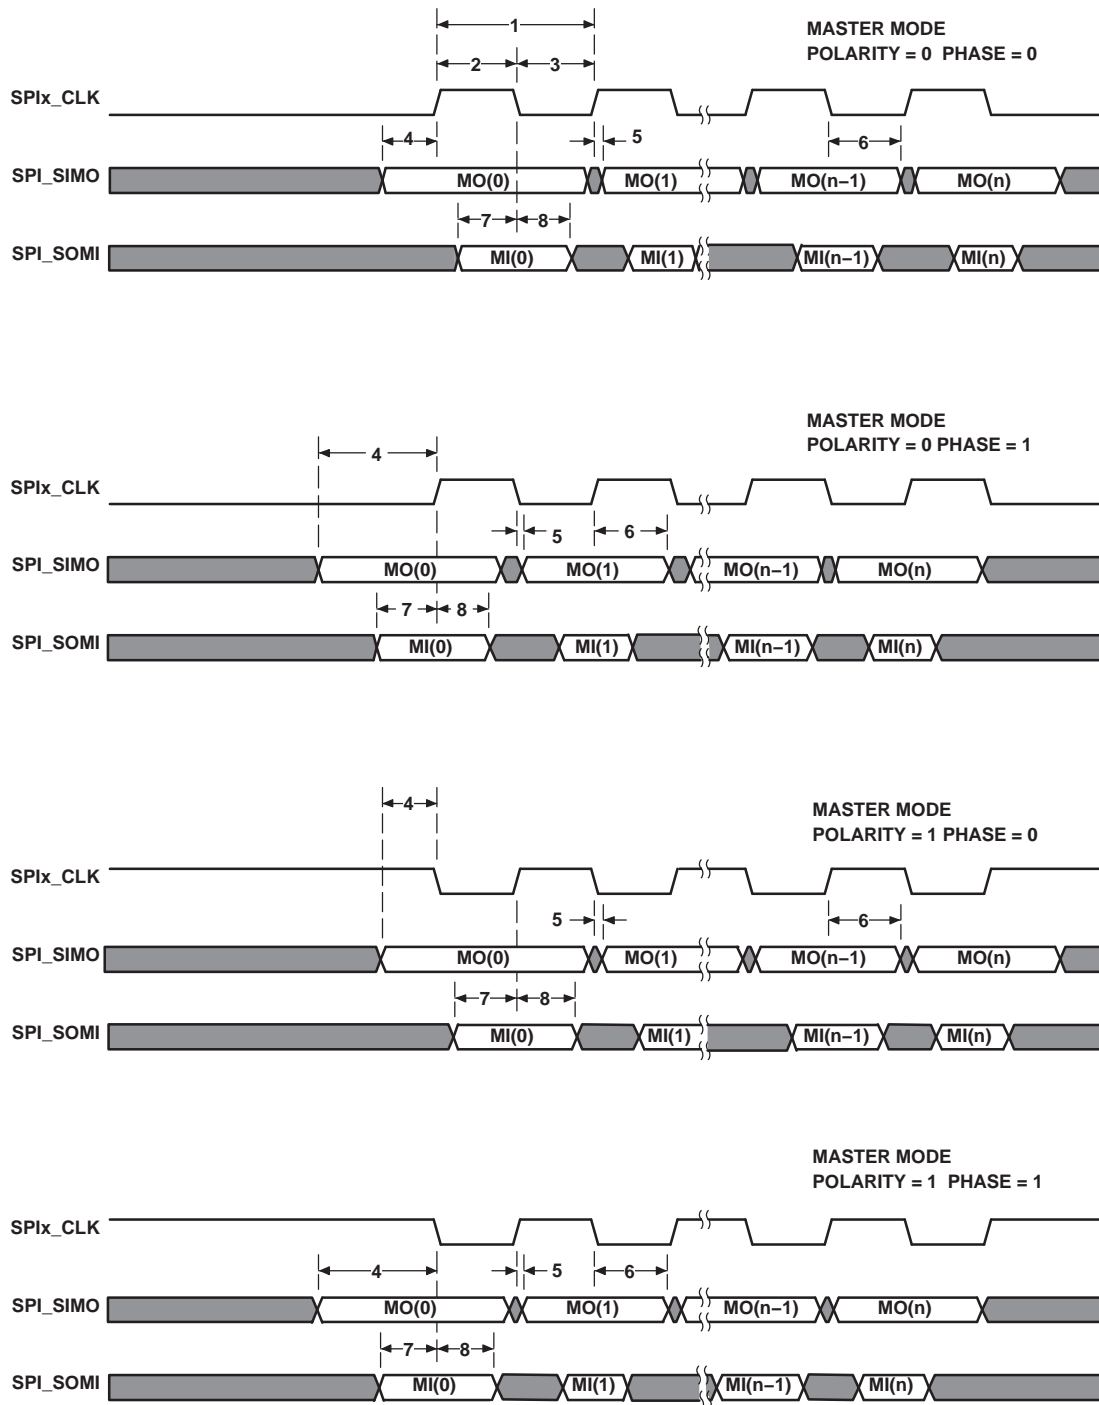 1
MASTER MODE
POLARITY = 0 PHASE = 0
2 3
SPIx_CLK
4 5 6
SPI_SIMO MO(0) MO(1) MO(n−1) MO(n)
7 8
SPI_SOMI MI(0) MI(1) MI(n−1) MI(n)
MASTER MODE
POLARITY = 0 PHASE = 1
4
SPIx_CLK
5 6
SPI_SIMO MO(0) MO(1) MO(n−1) MO(n)
7 8
SPI_SOMI MI(0) MI(1) MI(n−1) MI(n)
4
MASTER MODE
POLARITY = 1 PHASE = 0
SPIx_CLK
5 6
SPI_SIMO MO(0) MO(1) MO(n−1) MO(n)
7 8
SPI_SOMI MI(0) MI(1) MI(n−1) MI(n)
MASTER MODE
POLARITY = 1 PHASE = 1
SPIx_CLK
4 5 6
SPI_SIMO MO(0) MO(1) MO(n−1) MO(n)
7 8
SPI_SOMI MI(0) MI(1) MI(n−1) MI(n)